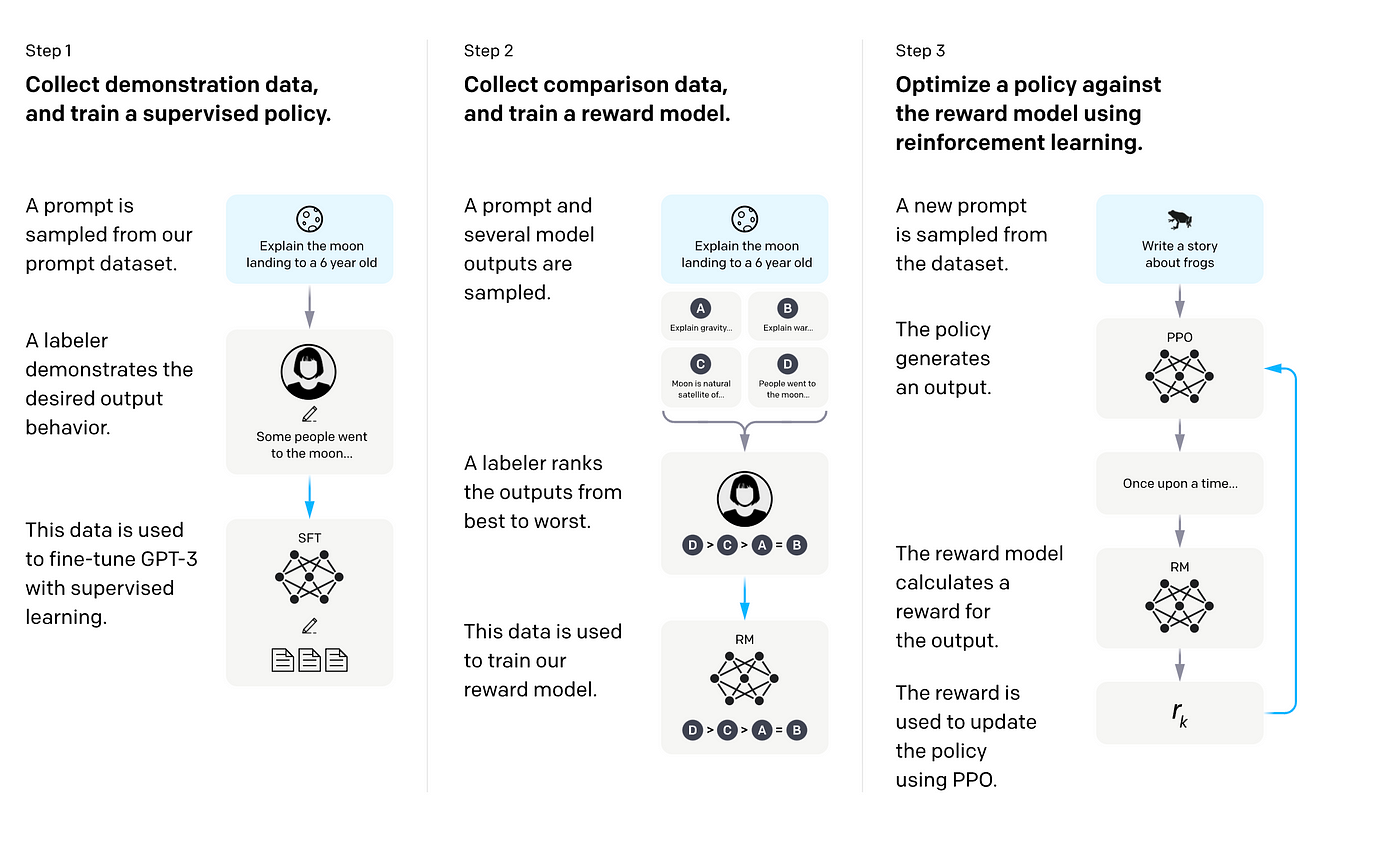 Step 1
Collect demonstration data,
and train a supervised policy.
A prompt is
sampled from our
prompt dataset.
Explain the moon
landing to a 6 year old
A labeler
demonstrates the
desired output
behavior.
Some people went
to the moon...
This data is used
to fine-tune GPT-3
with supervised
learning.
SFT
Step 2
Collect comparison data,
and train a reward model.
A prompt and
several model
outputs are
sampled.
Explain the moon
landing to a 6 year old
A
Explain gravity...
B
Explain war...
C
Moon is natural
satellite of...
D
People went to
the moon...
A labeler ranks
the outputs from
best to worst.
D > C > A = B
This data is used
to train our
reward model.
RM
D > C > A = B
Step 3
Optimize a policy against
the reward model using
reinforcement learning.
A new prompt
is sampled from
the dataset.
Write a story
about frogs
The policy
generates
an output.
PPO
Once upon a time...
The reward model
calculates a
reward for
the output.
RM
The reward is
used to update
the policy
using PPO.
r_k